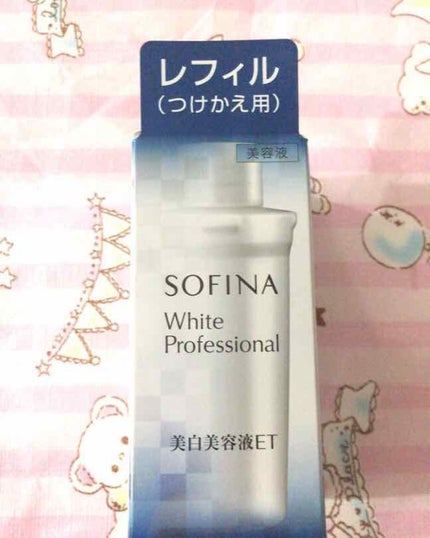 レフィル
（つけかえ用）
美容液
SOFINA
White
Professional
美白美容液ET